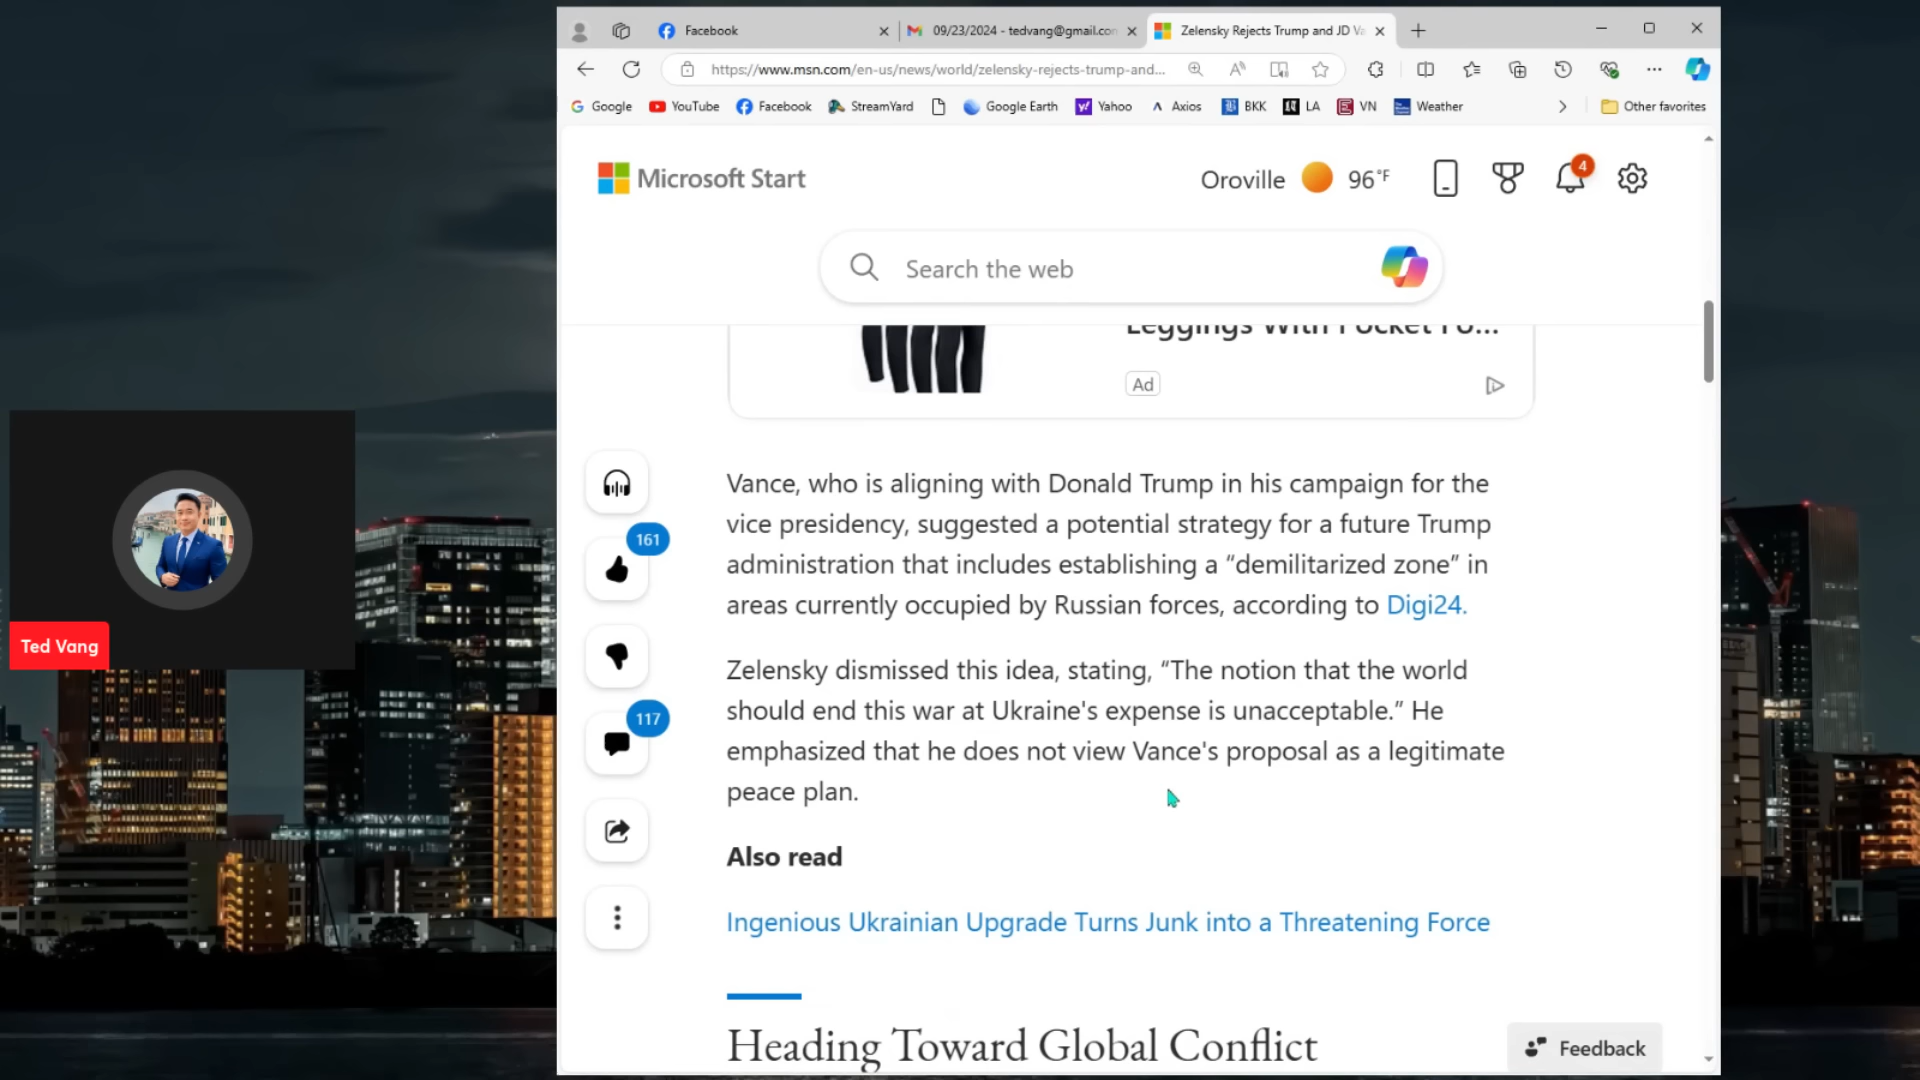 Facebook
09/23/2024 - tedvang@gmail.con
Zelensky Rejects Trump and JD Va
https://www.msn.com/en-us/news/world/zelensky-rejects-trump-and...
Google
YouTube
Facebook
StreamYard
Google Earth
Yahoo
Axios
BKK
LA
VN
Weather
Other favorites
Microsoft Start
Oroville
96°F
4
Search the web
Leggings With Pocket Fo...
Ad
Vance, who is aligning with Donald Trump in his campaign for the
vice presidency, suggested a potential strategy for a future Trump
administration that includes establishing a “demilitarized zone” in
areas currently occupied by Russian forces, according to Digi24.
161
Zelensky dismissed this idea, stating, “The notion that the world
should end this war at Ukraine's expense is unacceptable.” He
emphasized that he does not view Vance's proposal as a legitimate
peace plan.
117
Also read
Ingenious Ukrainian Upgrade Turns Junk into a Threatening Force
Heading Toward Global Conflict
Feedback
Ted Vang